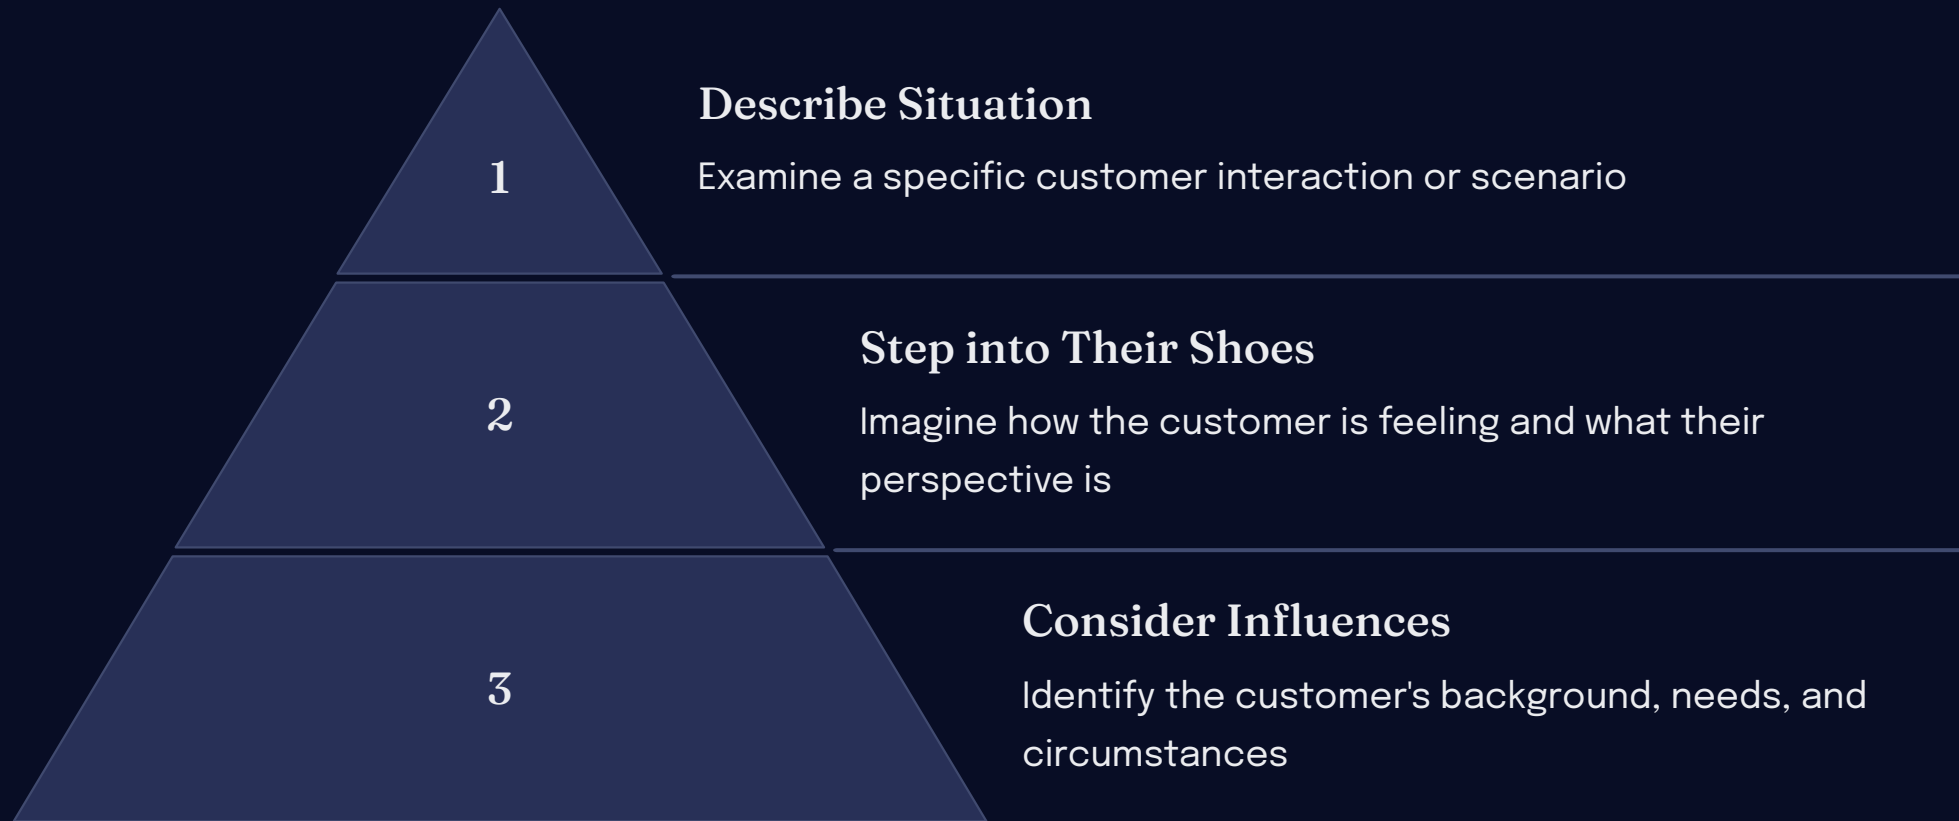 1
Describe Situation
Examine a specific customer interaction or scenario
2
Step into Their Shoes
Imagine how the customer is feeling and what their
perspective is
3
Consider Influences
Identify the customer's background, needs, and
circumstances